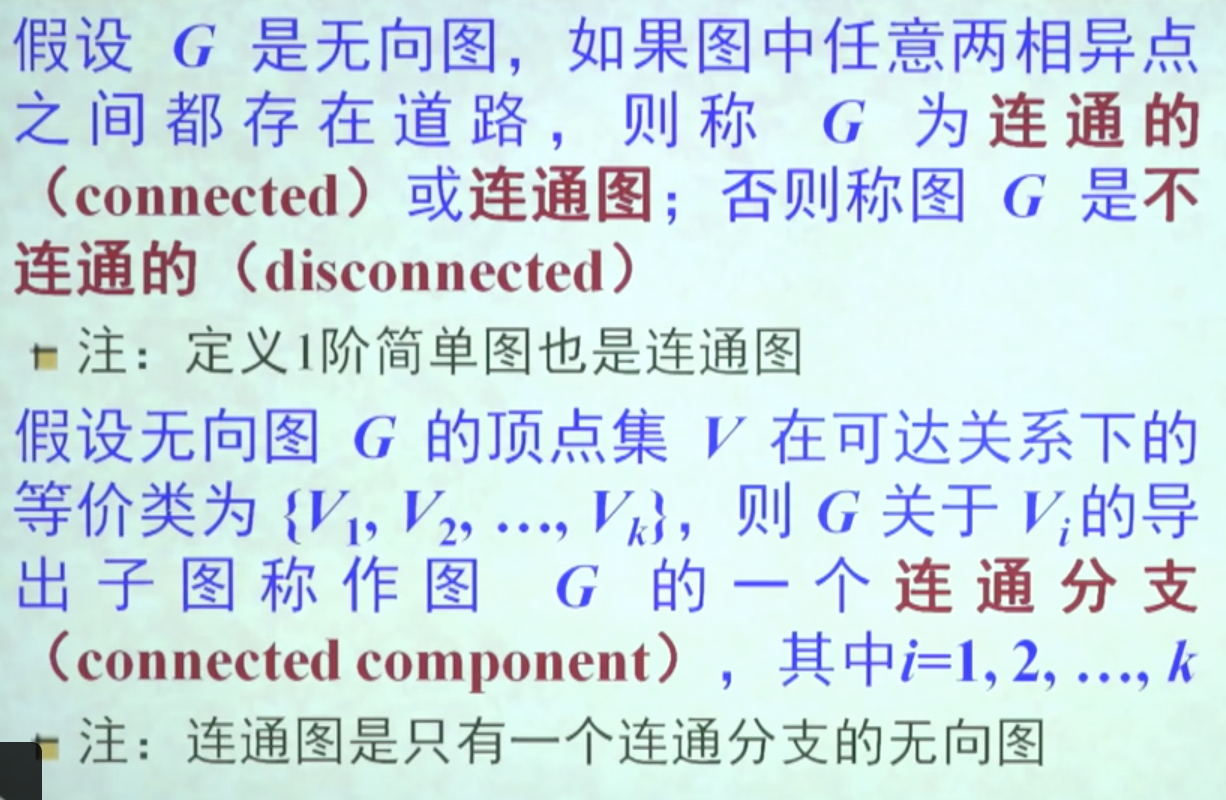 假设 G 是无向图，如果图中任意两相异点
之间都存在道路，则称 G 为连通的
（connected）或连通图；否则称图 G 是不
连通的（disconnected）
注：定义1阶简单图也是连通图
假设无向图 G 的顶点集 V 在可达关系下的
等价类为 {V1, V2, …, Vk}，则 G 关于 Vi的导
出子图称作图 G 的一个连通分支
（connected component），其中i=1, 2, …, k
注：连通图是只有一个连通分支的无向图